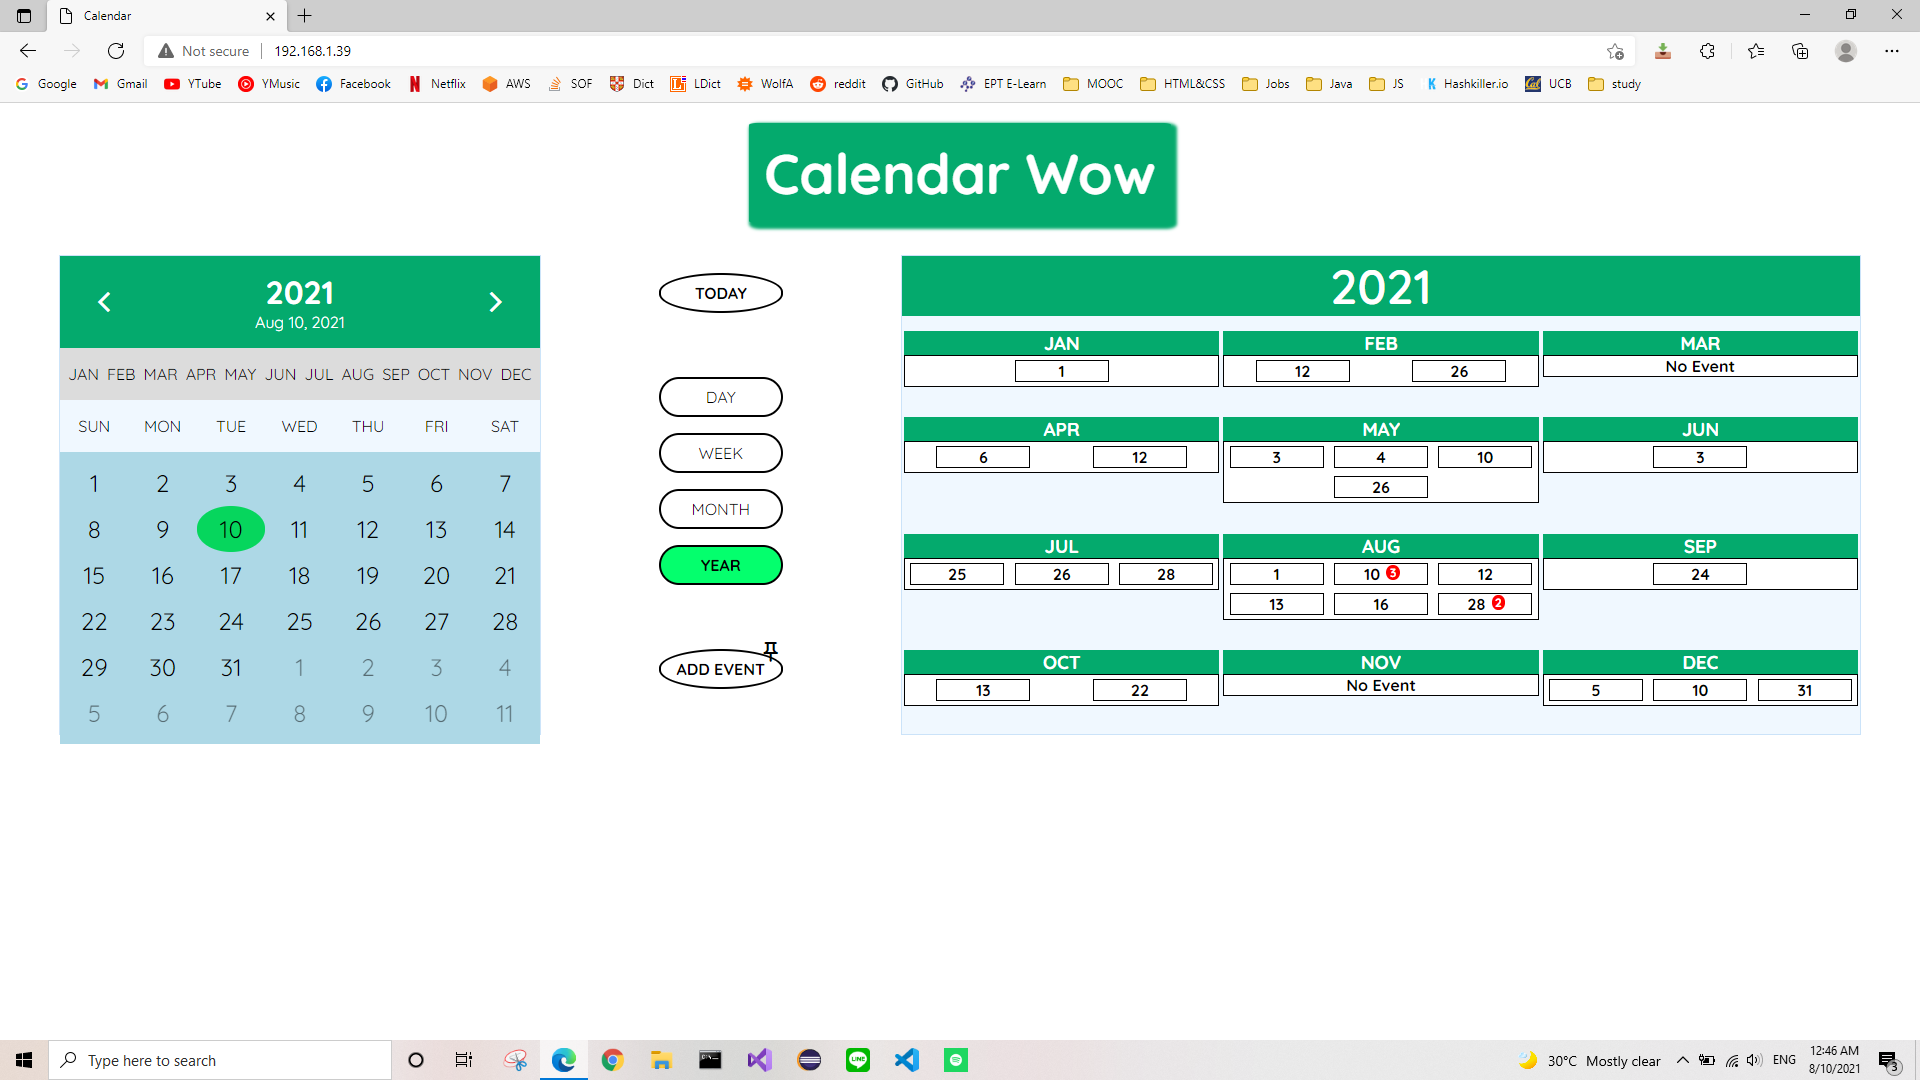 Calendar
Not secure 192.168.1.39
Google Gmail YTube YMusic Facebook Netflix AWS SOF Dict LDict WolfA reddit GitHub EPT E-Learn MOOC HTML&CSS Jobs Java JS Hashkiller.io UCB study
Calendar Wow
2021
Aug 10, 2021
JAN FEB MAR APR MAY JUN JUL AUG SEP OCT NOV DEC
SUN MON TUE WED THU FRI SAT
1 2 3 4 5 6 7
8 9 10 11 12 13 14
15 16 17 18 19 20 21
22 23 24 25 26 27 28
29 30 31 1 2 3 4
5 6 7 8 9 10 11
TODAY
DAY
WEEK
MONTH
YEAR
ADD EVENT
2021
JAN FEB MAR
1 12 26 No Event
APR MAY JUN
6 12 3 4 10 3
26
JUL AUG SEP
25 26 28 1 10 3 12 24
13 16 28 2
OCT NOV DEC
13 22 No Event 5 10 31
Type here to search
30°C Mostly clear ENG
12:46 AM
8/10/2021
3